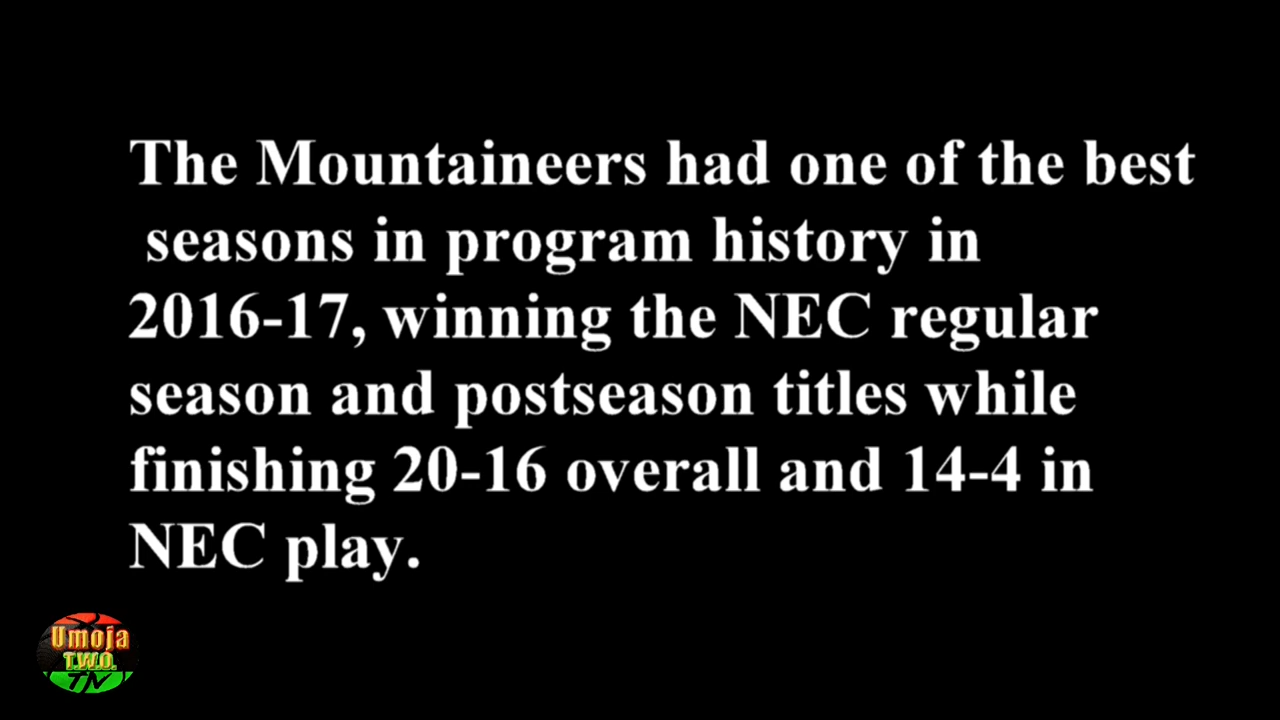 The Mountaineers had one of the best
seasons in program history in
2016-17, winning the NEC regular
season and postseason titles while
finishing 20-16 overall and 14-4 in
NEC play.
Umoja
T.W.O.
TV